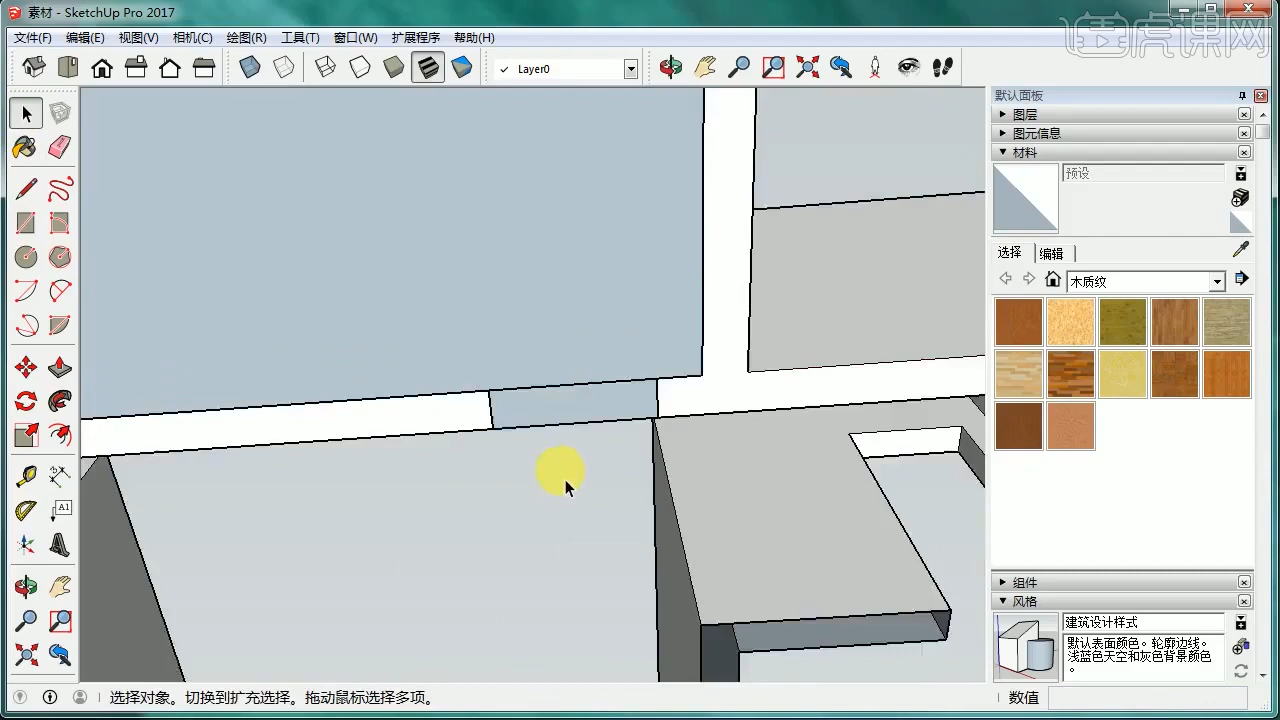 素材 - SketchUp Pro 2017
虎课网
文件(F) 编辑(E) 视图(V) 相机(C) 绘图(R) 工具(T) 窗口(W) 扩展程序 帮助(H)
Layer0
默认面板
图层
图元信息
材料
预设
选择 编辑
木质纹
A1
组件
风格
建筑设计样式
默认表面颜色。轮廓边线。
浅蓝色天空和灰色背景颜色
。
选择对象。切换到扩充选择。拖动鼠标选择多项。
数值